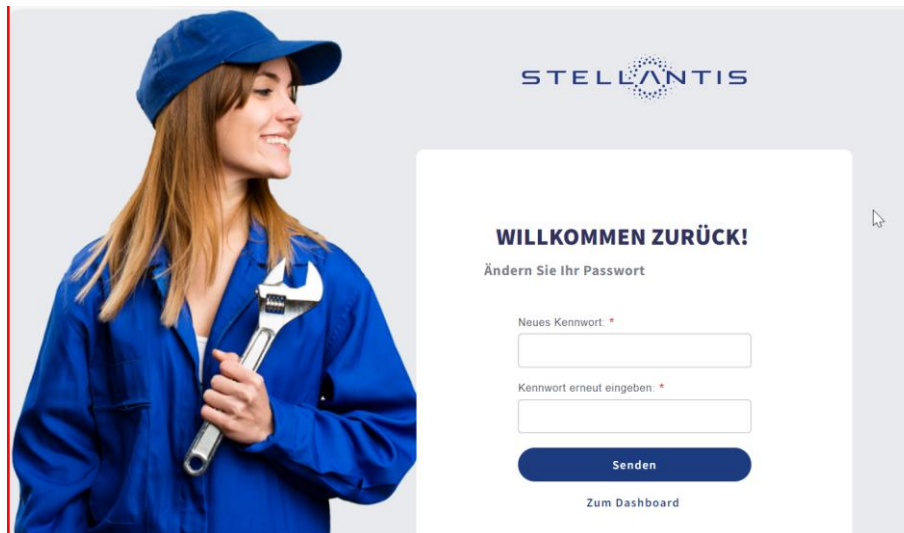 STELLANTIS
WILLKOMMEN ZURÜCK!
Ändern Sie Ihr Passwort
Neues Kennwort: *
Kennwort erneut eingeben: *
Senden
Zum Dashboard